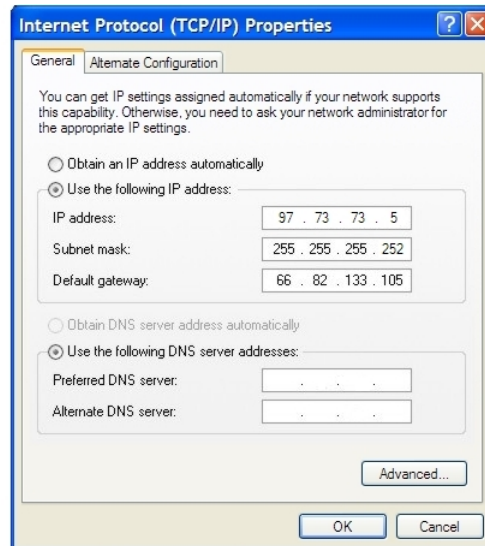 Internet Protocol (TCP/IP) Properties
General Alternate Configuration
You can get IP settings assigned automatically if your network supports
this capability. Otherwise, you need to ask your network administrator for
the appropriate IP settings.
Obtain an IP address automatically
Use the following IP address:
IP address: 97 . 73 . 73 . 5
Subnet mask: 255 . 255 . 255 . 252
Default gateway: 66 . 82 . 133 . 105
Obtain DNS server address automatically
Use the following DNS server addresses:
Preferred DNS server: . . .
Alternate DNS server: . . .
Advanced...
OK Cancel